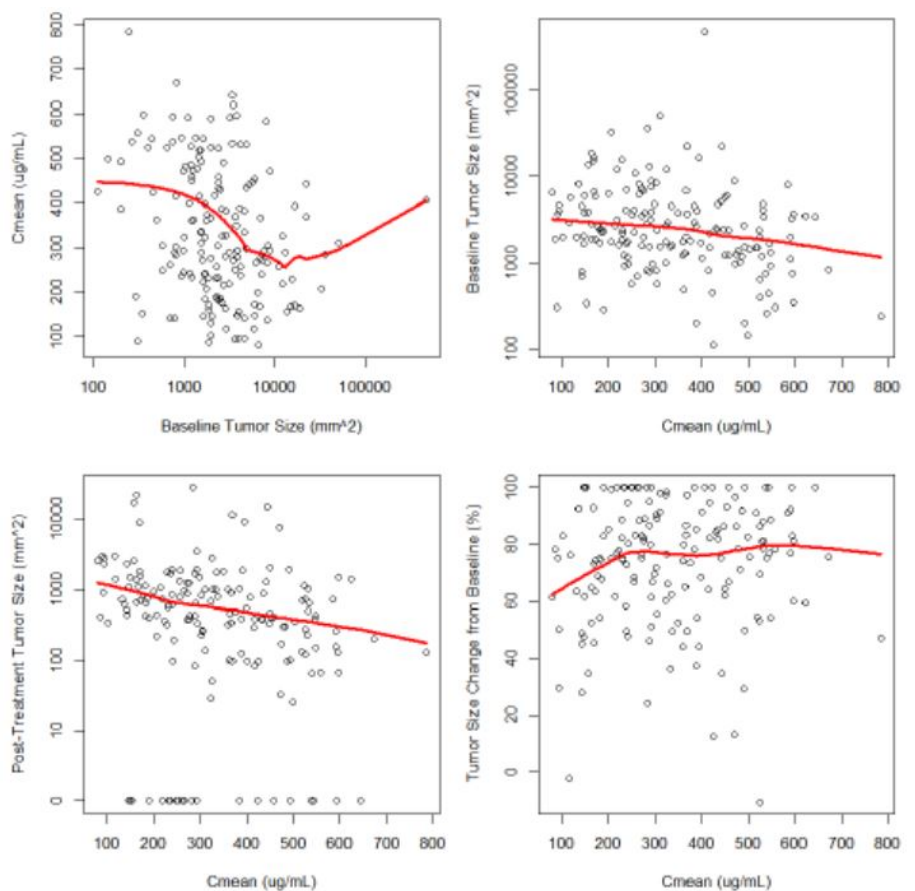 800
700
600
500
400
300
200
100
Cmean (ug/mL)
100 1000 10000 100000
Baseline Tumor Size (mm^2)
100000
10000
1000
100
Baseline Tumor Size (mm^2)
100 200 300 400 500 600 700 800
Cmean (ug/mL)
10000
1000
100
10
0
Post-Treatment Tumor Size (mm^2)
100 200 300 400 500 600 700 800
Cmean (ug/mL)
100
80
60
40
20
0
Tumor Size Change from Baseline (%)
100 200 300 400 500 600 700 800
Cmean (ug/mL)